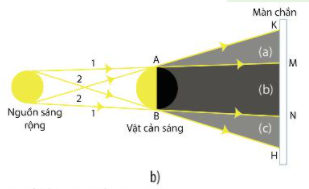 Màn chắn
K
A
1
(a)
M
2
(b)
2
N
Nguồn sáng
rộng
1
B
Vật cản sáng
(c)
H
b)